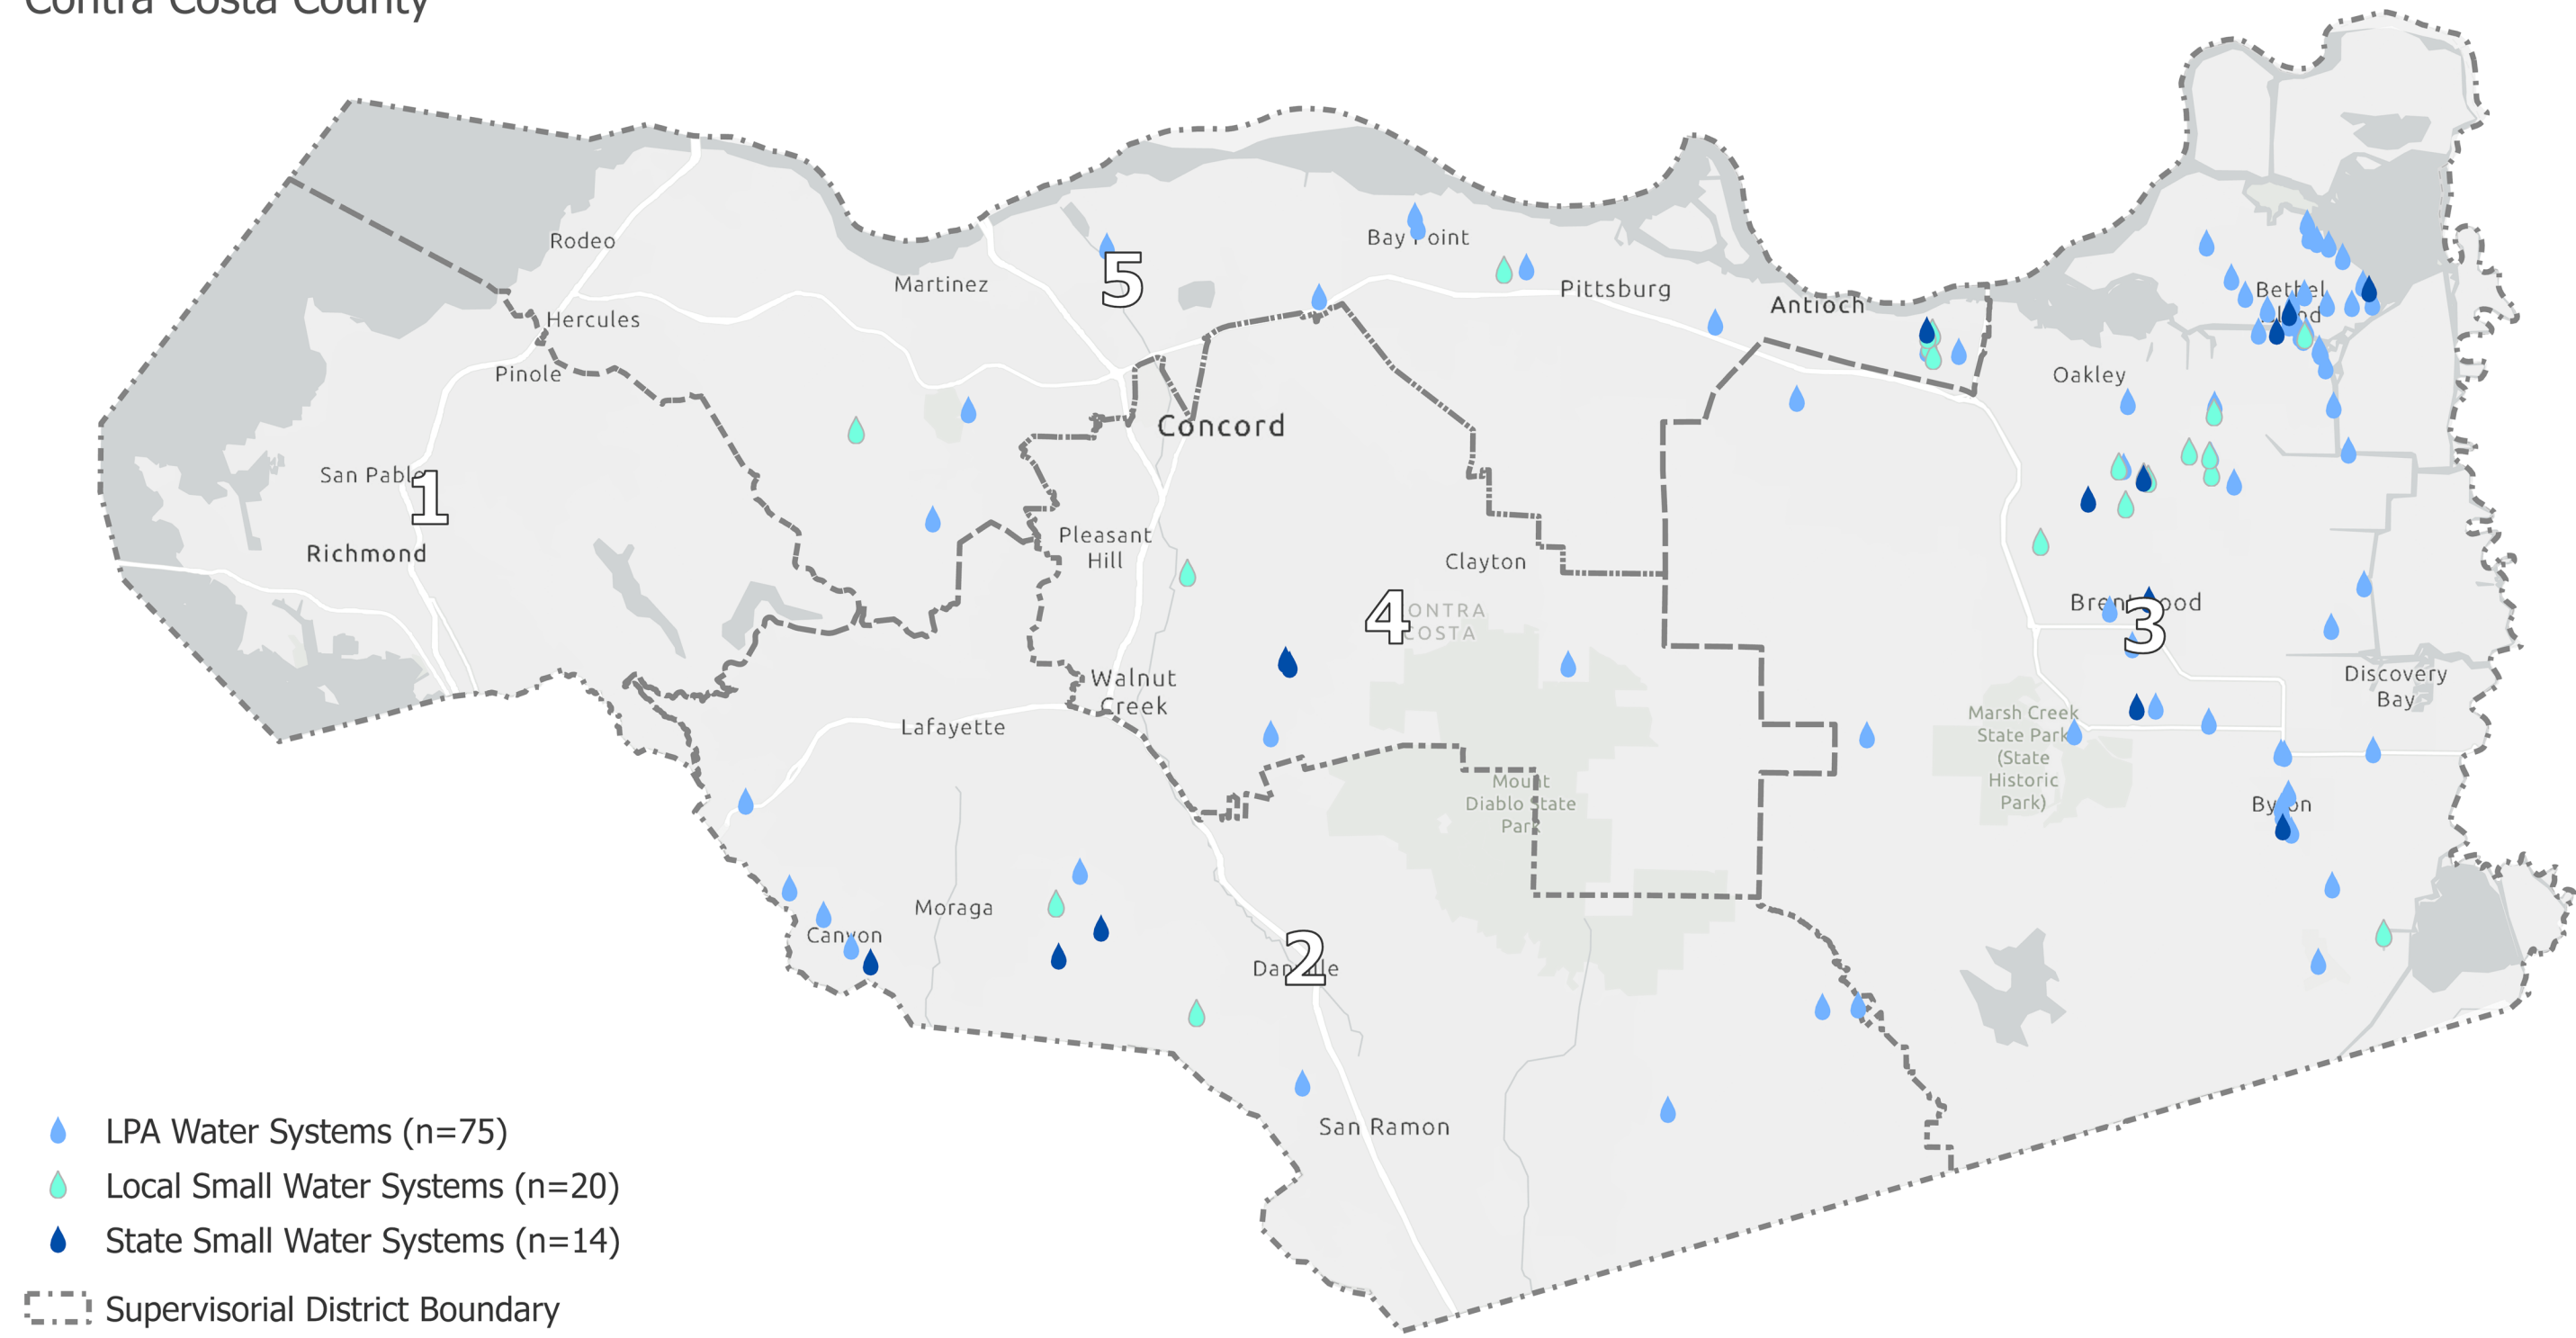 Contra Costa County
Rodeo
Bay Point
Martinez
5
Pittsburg
Bethel
Island
Antioch
Hercules
Pinole
Oakley
Concord
San Pablo
1
Richmond
Pleasant
Hill
Clayton
4
CONTRA
COSTA
Brentwood
3
Walnut
Creek
Discovery
Bay
Lafayette
Marsh Creek
State Park
(State
Historic
Park)
Mount
Diablo State
Park
Byron
Moraga
Canyon
2
Danville
San Ramon
LPA Water Systems (n=75)
Local Small Water Systems (n=20)
State Small Water Systems (n=14)
Supervisorial District Boundary